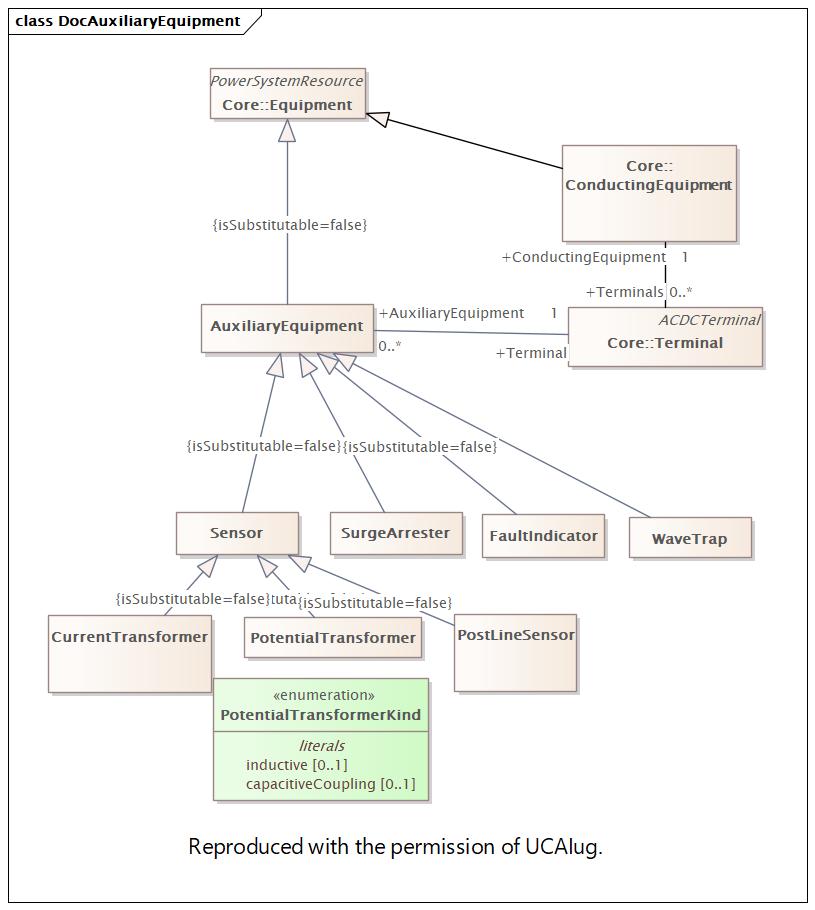 class DocAuxiliaryEquipment
PowerSystemResource
Core::Equipment
Core::
ConductingEquipment
{isSubstitutable=false}
+ConductingEquipment 1
+Terminals 0..*
AuxiliaryEquipment
+AuxiliaryEquipment 1
0..* +Terminal
ACDCTerminal
Core::Terminal
{isSubstitutable=false} {isSubstitutable=false}
Sensor
SurgeArrester
FaultIndicator
WaveTrap
{isSubstitutable=false} {isSubstitutable=false}
CurrentTransformer
PotentialTransformer
PostLineSensor
«enumeration»
PotentialTransformerKind
literals
inductive [0..1]
capacitiveCoupling [0..1]
Reproduced with the permission of UCAIug.